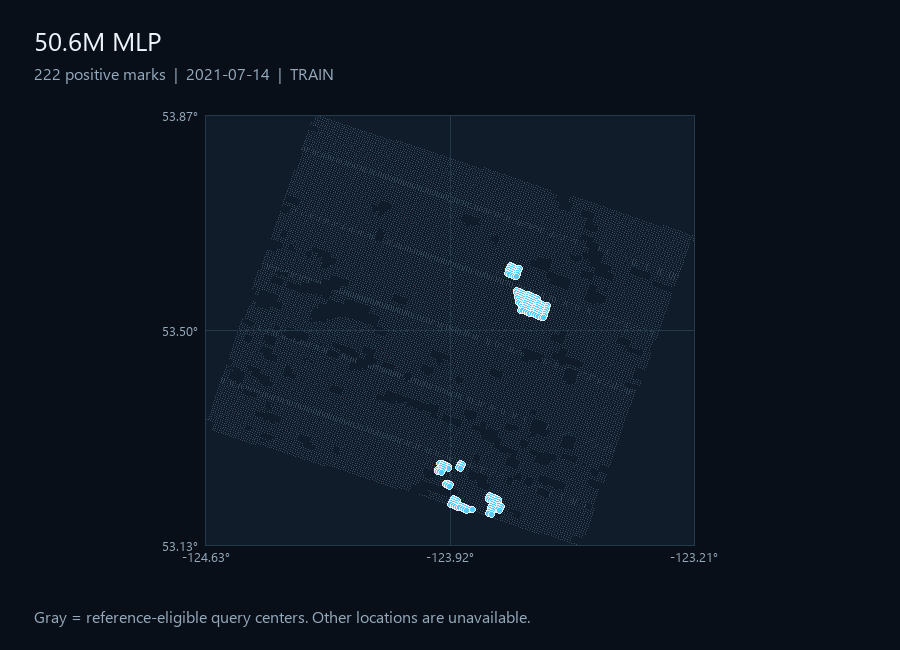 50.6M MLP
222 positive marks | 2021-07-14 | TRAIN
53.87°
53.50°
53.13°
-124.63°
-123.92°
-123.21°
Gray = reference-eligible query centers. Other locations are unavailable.